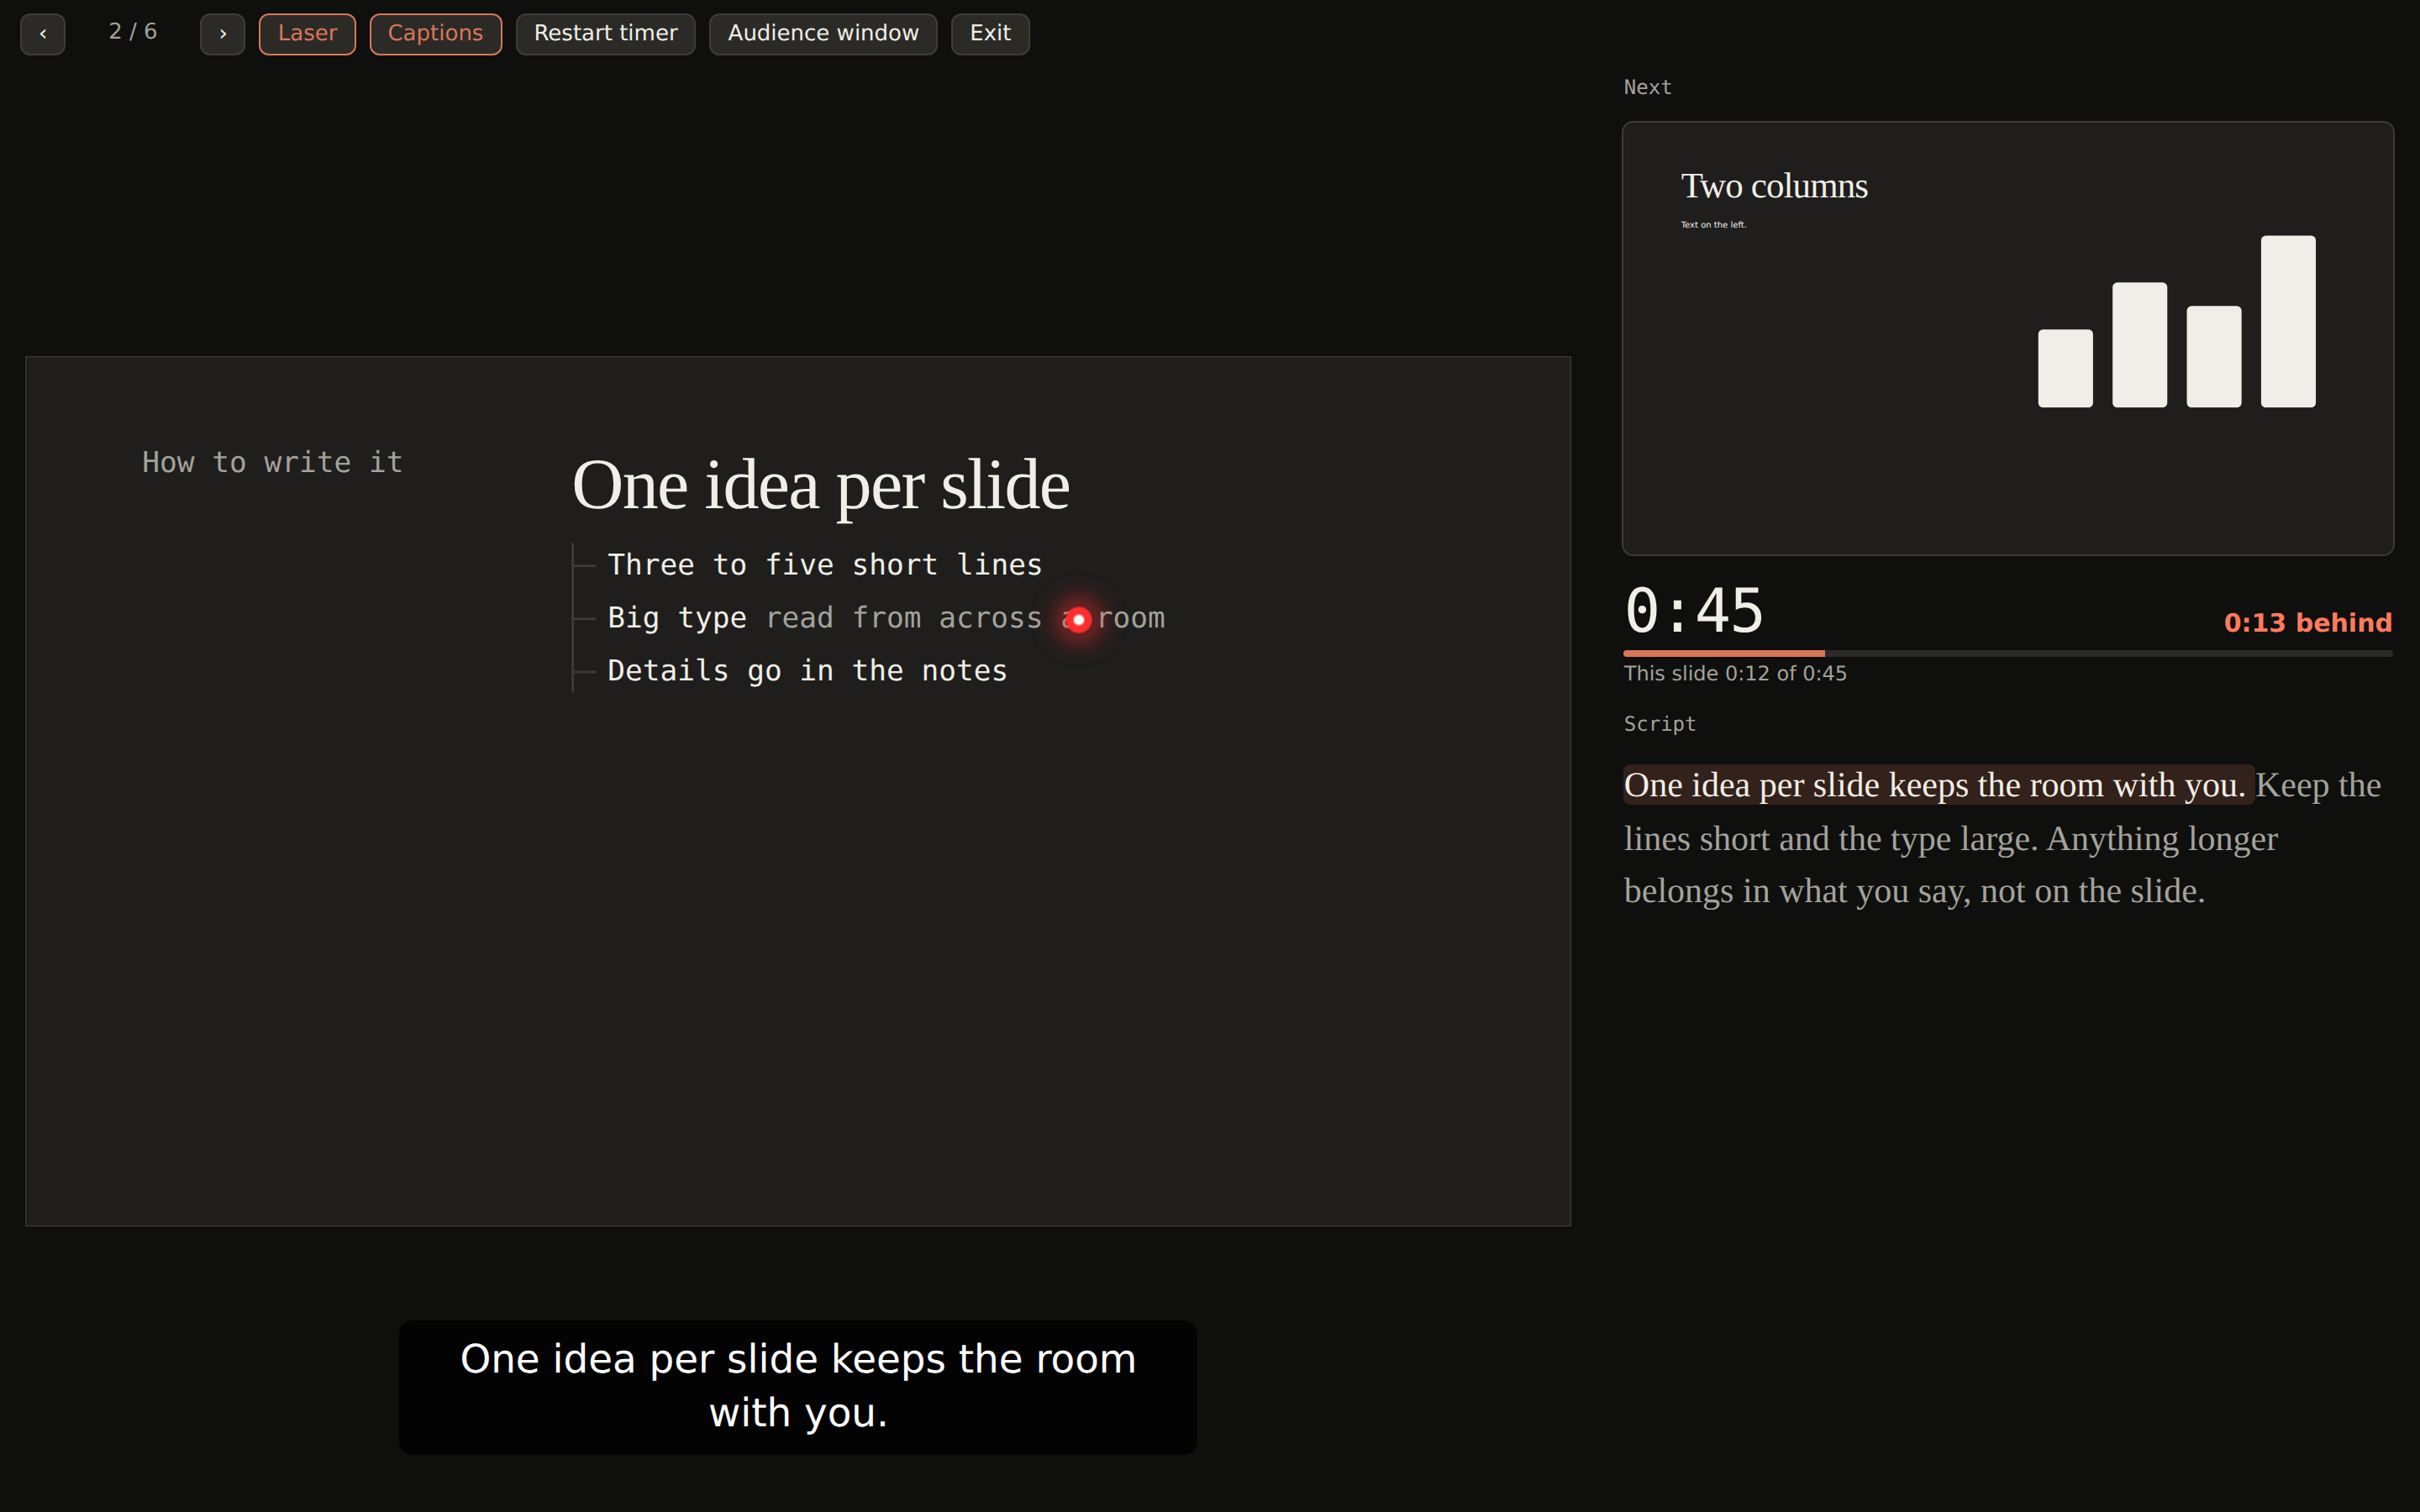 ‹ 2 / 6 › Laser Captions Restart timer Audience window Exit
How to write it
One idea per slide
Three to five short lines
Big type read from across a room
Details go in the notes
One idea per slide keeps the room
with you.
Next
Two columns
Text on the left.
0:45
0:13 behind
This slide 0:12 of 0:45
Script
One idea per slide keeps the room with you. Keep the
lines short and the type large. Anything longer
belongs in what you say, not on the slide.